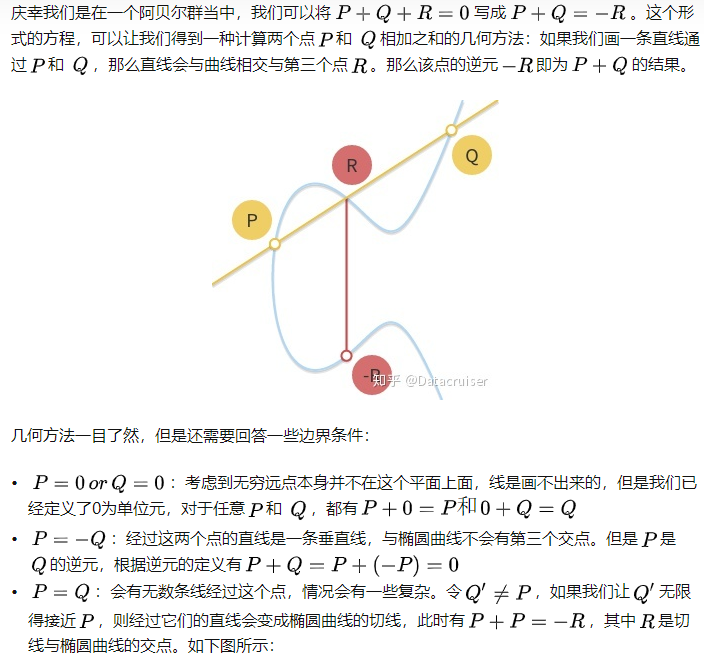 庆幸我们是在一个阿贝尔群当中，我们可以将 P + Q + R = 0 写成 P + Q = −R 。这个形
式的方程，可以让我们得到一种计算两个点 P 和 Q 相加之和的几何方法：如果我们画一条直线通
过 P 和 Q ，那么直线会与曲线相交与第三个点 R 。那么该点的逆元 −R 即为 P + Q 的结果。
Q
R
P
知乎 @Datacruiser
几何方法一目了然，但是还需要回答一些边界条件：
• P = 0 or Q = 0 ：考虑到无穷远点本身并不在这个平面上面，线是画不出来的，但是我们已
经定义了0为单位元，对于任意 P 和 Q ，都有 P + 0 = P 和 0 + Q = Q
• P = −Q ：经过这两个点的直线是一条垂直线，与椭圆曲线不会有第三个交点。但是 P 是
Q 的逆元，根据逆元的定义有 P + Q = P + (−P) = 0
• P = Q ：会有无数条线经过这个点，情况会有一些复杂。令 Q′ ≠ P ，如果我们让 Q′ 无限
得接近 P ，则经过它们的直线会变成椭圆曲线的切线，此时有 P + P = −R ，其中 R 是切
线与椭圆曲线的交点。如下图所示：